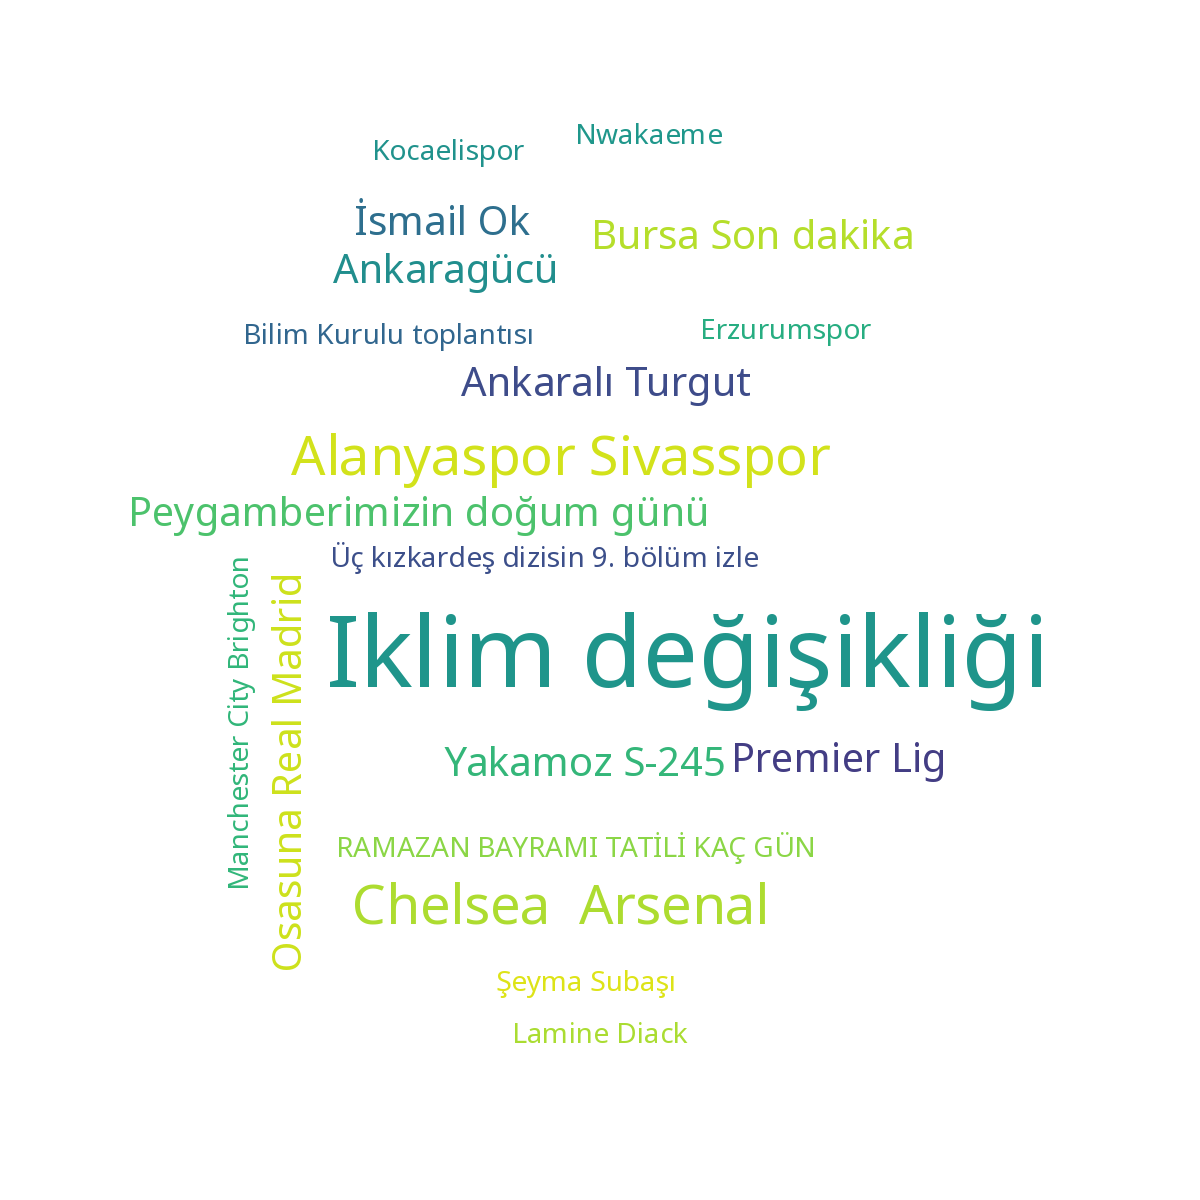 Nwakaeme
Kocaelispor
İsmail Ok
Bursa Son dakika
Ankaragücü
Bilim Kurulu toplantısı
Erzurumspor
Ankaralı Turgut
Alanyaspor Sivasspor
Peygamberimizin doğum günü
Üç kızkardeş dizisin 9. bölüm izle
Manchester City Brighton
Osasuna Real Madrid
Iklim değişikliği
Yakamoz S-245
Premier Lig
RAMAZAN BAYRAMI TATİLİ KAÇ GÜN
Chelsea  Arsenal
Şeyma Subaşı
Lamine Diack